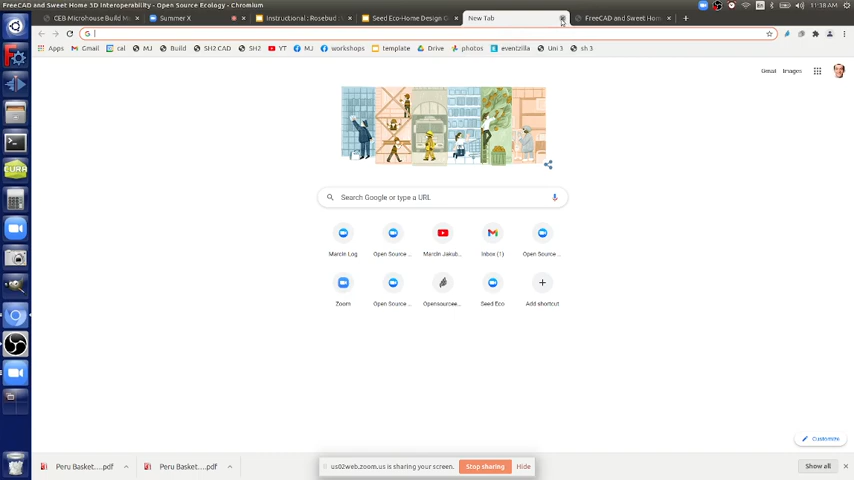 FreeCAD and Sweet Home 3D Interoperability - Open Source Ecology - Chromium
En
11:38 AM
CEB Microhouse Build M
Summer X
Instructional : Rosebud
Seed Eco-Home Design G
New Tab
FreeCAD and Sweet Hom
Apps
Gmail
cal
MJ
Build
SH2 CAD
SH2
YT
MJ
workshops
template
Drive
photos
eventzilla
Uni 3
sh 3
Gmail Images
Search Google or type a URL
Marcin Log
Open Source ...
Marcin Jakub...
Inbox (1)
Open Source ...
Zoom
Open Source ...
Opensourcee...
Seed Eco
Add shortcut
CURA
Customize
Peru Basket....pdf
Peru Basket....pdf
us02web.zoom.us is sharing your screen.
Stop sharing
Hide
Show all